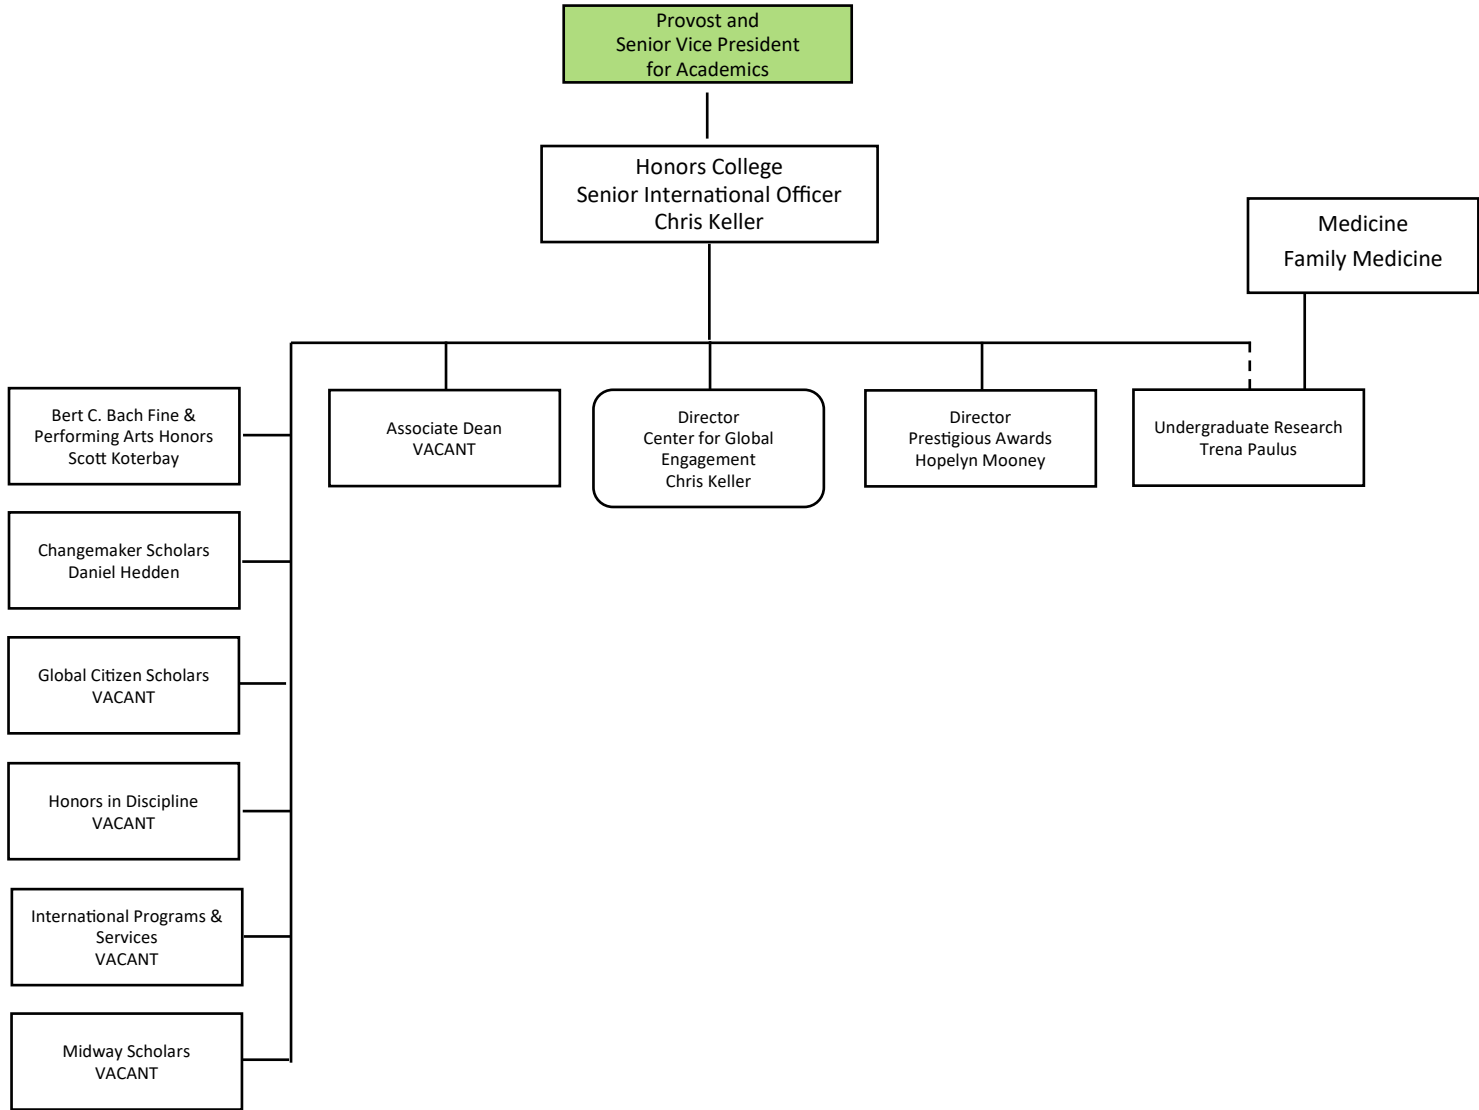 Provost and
Senior Vice President
for Academics
Honors College
Senior International Officer
Chris Keller
Medicine
Family Medicine
Bert C. Bach Fine &
Performing Arts Honors
Scott Koterbay
Associate Dean
VACANT
Director
Center for Global
Engagement
Chris Keller
Director
Prestigious Awards
Hopelyn Mooney
Undergraduate Research
Trena Paulus
Changemaker Scholars
Daniel Hedden
Global Citizen Scholars
VACANT
Honors in Discipline
VACANT
International Programs &
Services
VACANT
Midway Scholars
VACANT